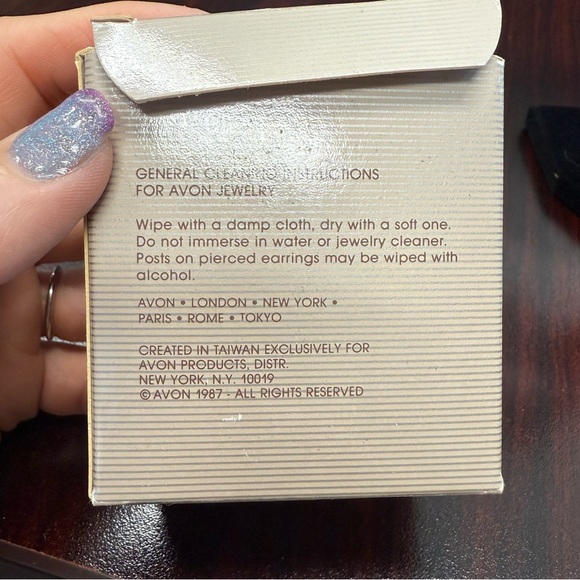 GENERAL CLEANING INSTRUCTIONS
FOR AVON JEWELRY
Wipe with a damp cloth, dry with a soft one.
Do not immerse in water or jewelry cleaner.
Posts on pierced earrings may be wiped with
alcohol.
AVON • LONDON • NEW YORK •
PARIS • ROME • TOKYO
CREATED IN TAIWAN EXCLUSIVELY FOR
AVON PRODUCTS, DISTR.
NEW YORK, N.Y. 10019
© AVON 1987 - ALL RIGHTS RESERVED